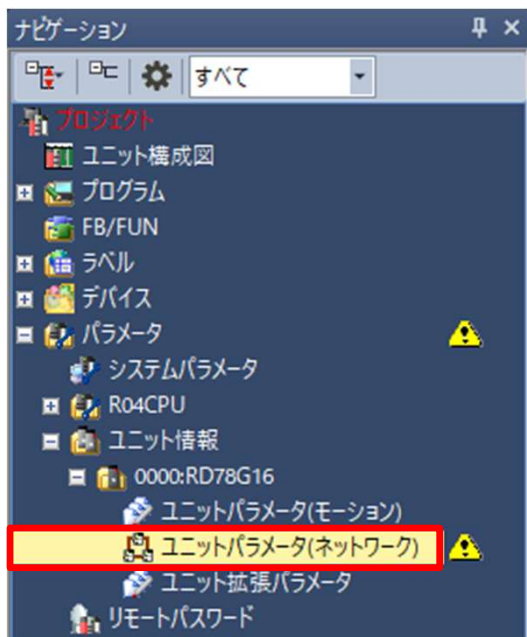 ナビゲーション
すべて
プロジェクト
ユニット構成図
プログラム
FB/FUN
ラベル
デバイス
パラメータ
システムパラメータ
R04CPU
ユニット情報
0000:RD78G16
ユニットパラメータ(モーション)
ユニットパラメータ(ネットワーク)
ユニット拡張パラメータ
リモートパスワード